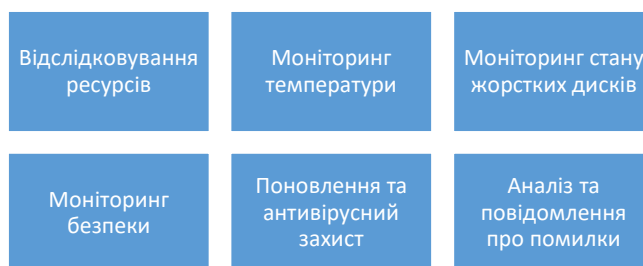 Відслідковування
ресурсів
Моніторинг
температури
Моніторинг стану
жорстких дисків
Моніторинг
безпеки
Поновлення та
антивірусний
захист
Аналіз та
повідомлення
про помилки